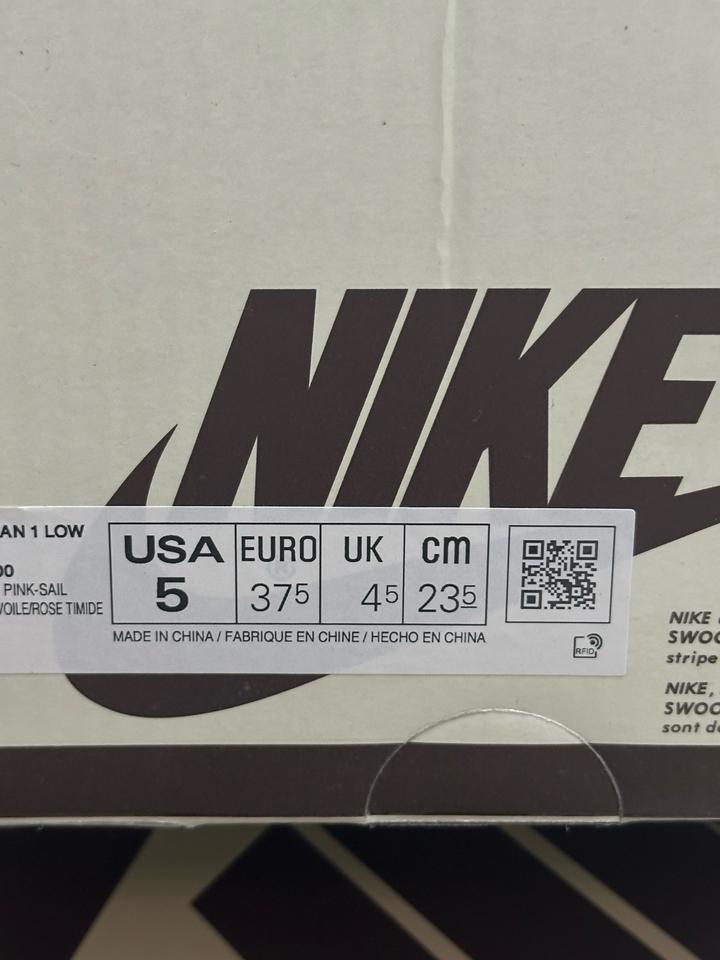 NIKE
AN 1 LOW
00
PINK-SAIL
VOILE/ROSE TIMIDE
USA EURO UK CM
5 37 5 4 5 23 5
MADE IN CHINA / FABRIQUE EN CHINE / HECHO EN CHINA
RFID
NIKE
SWOO
stripe
NIKE,
SWOO
sont d